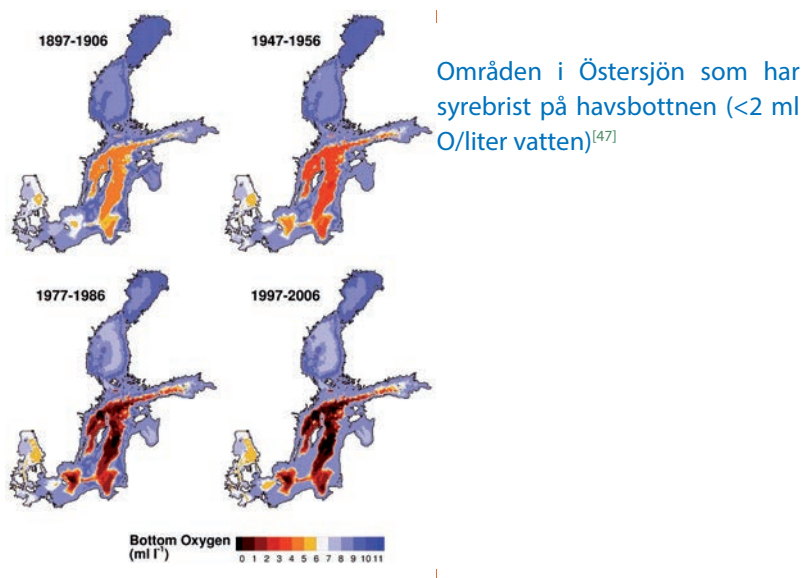 1897-1906
1947-1956
Områden i Östersjön som har
syrebrist på havsbottnen (<2 ml
O/liter vatten)[47]
1977-1986
1997-2006
Bottom Oxygen
(ml l⁻¹)
0 1 2 3 4 5 6 7 8 9 10 11